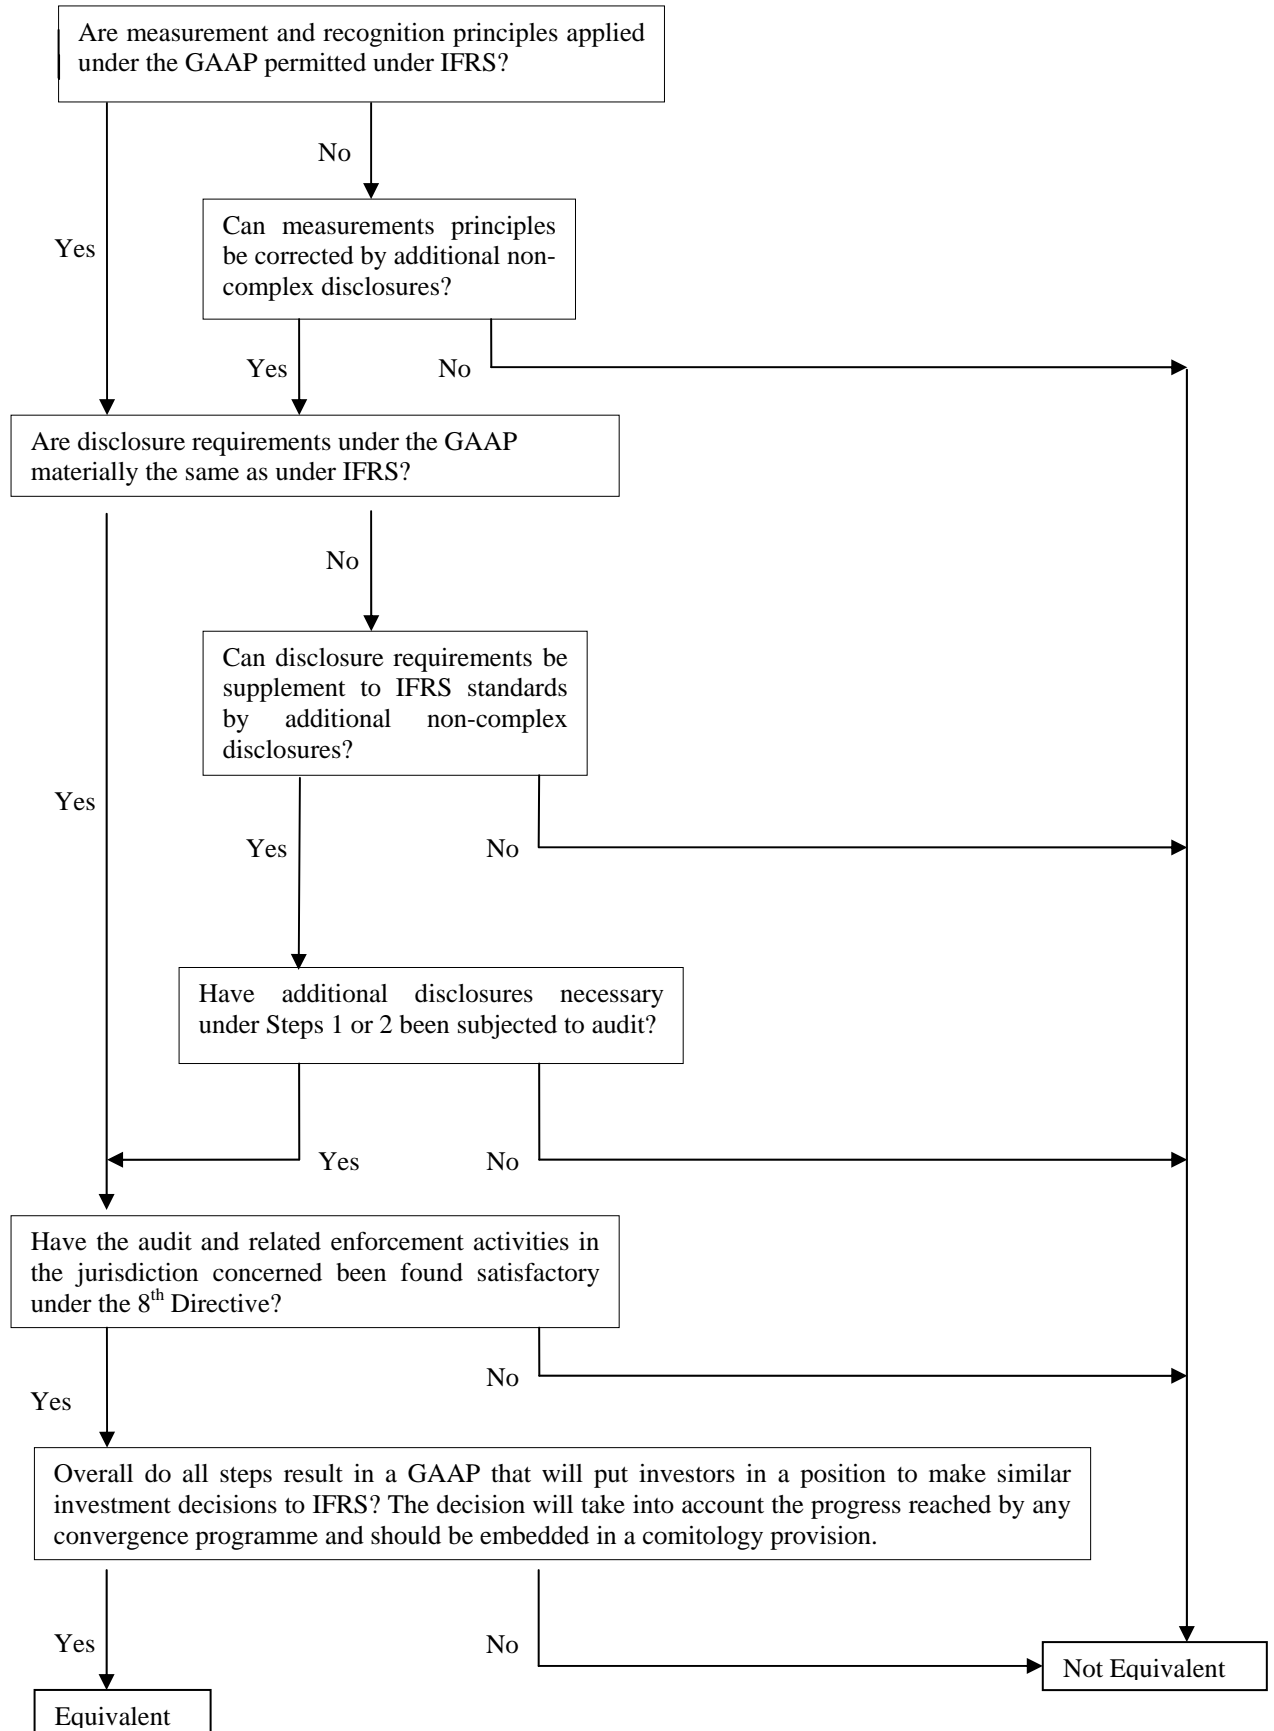 Are measurement and recognition principles applied
under the GAAP permitted under IFRS?
No
Can measurements principles
be corrected by additional non-
complex disclosures?
Yes
Yes
No
Are disclosure requirements under the GAAP
materially the same as under IFRS?
No
Can disclosure requirements be
supplement to IFRS standards
by additional non-complex
disclosures?
Yes
Yes
No
Have additional disclosures necessary
under Steps 1 or 2 been subjected to audit?
Yes
No
Have the audit and related enforcement activities in
the jurisdiction concerned been found satisfactory
under the 8th Directive?
No
Yes
Overall do all steps result in a GAAP that will put investors in a position to make similar
investment decisions to IFRS? The decision will take into account the progress reached by any
convergence programme and should be embedded in a comitology provision.
Yes
No
Not Equivalent
Equivalent